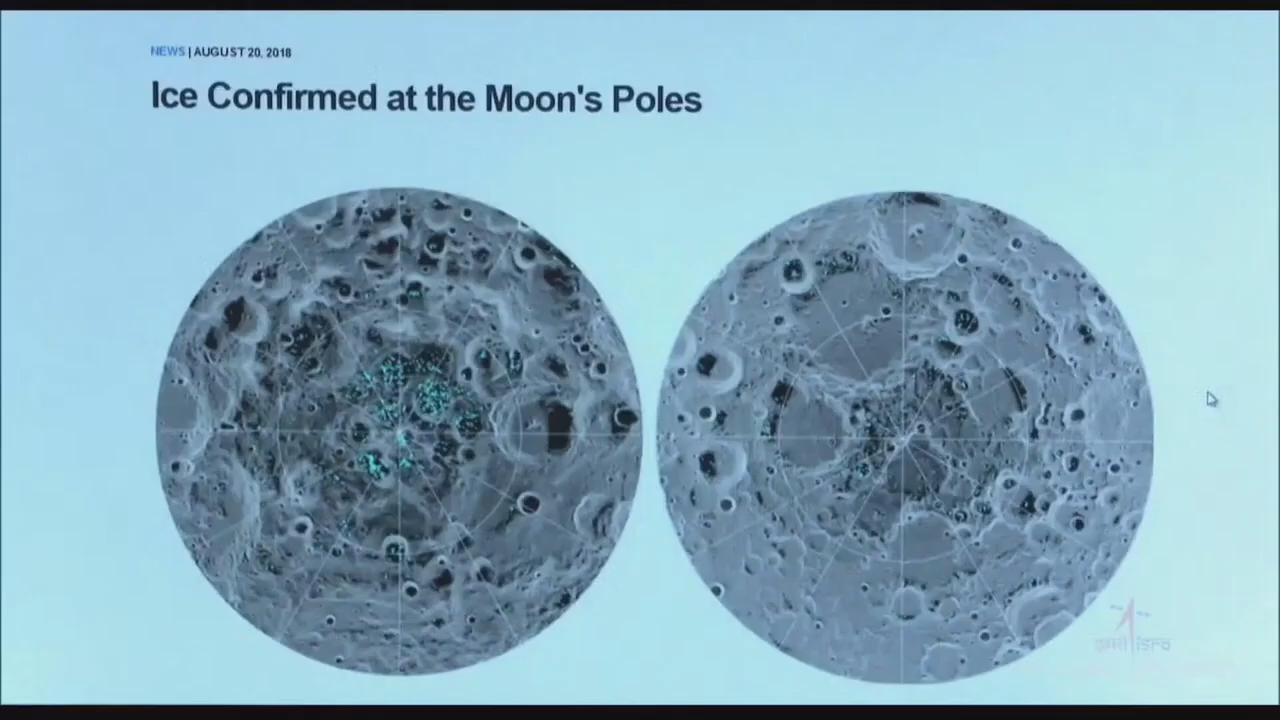 NEWS | AUGUST 20, 2018
Ice Confirmed at the Moon's Poles
इसरो isro